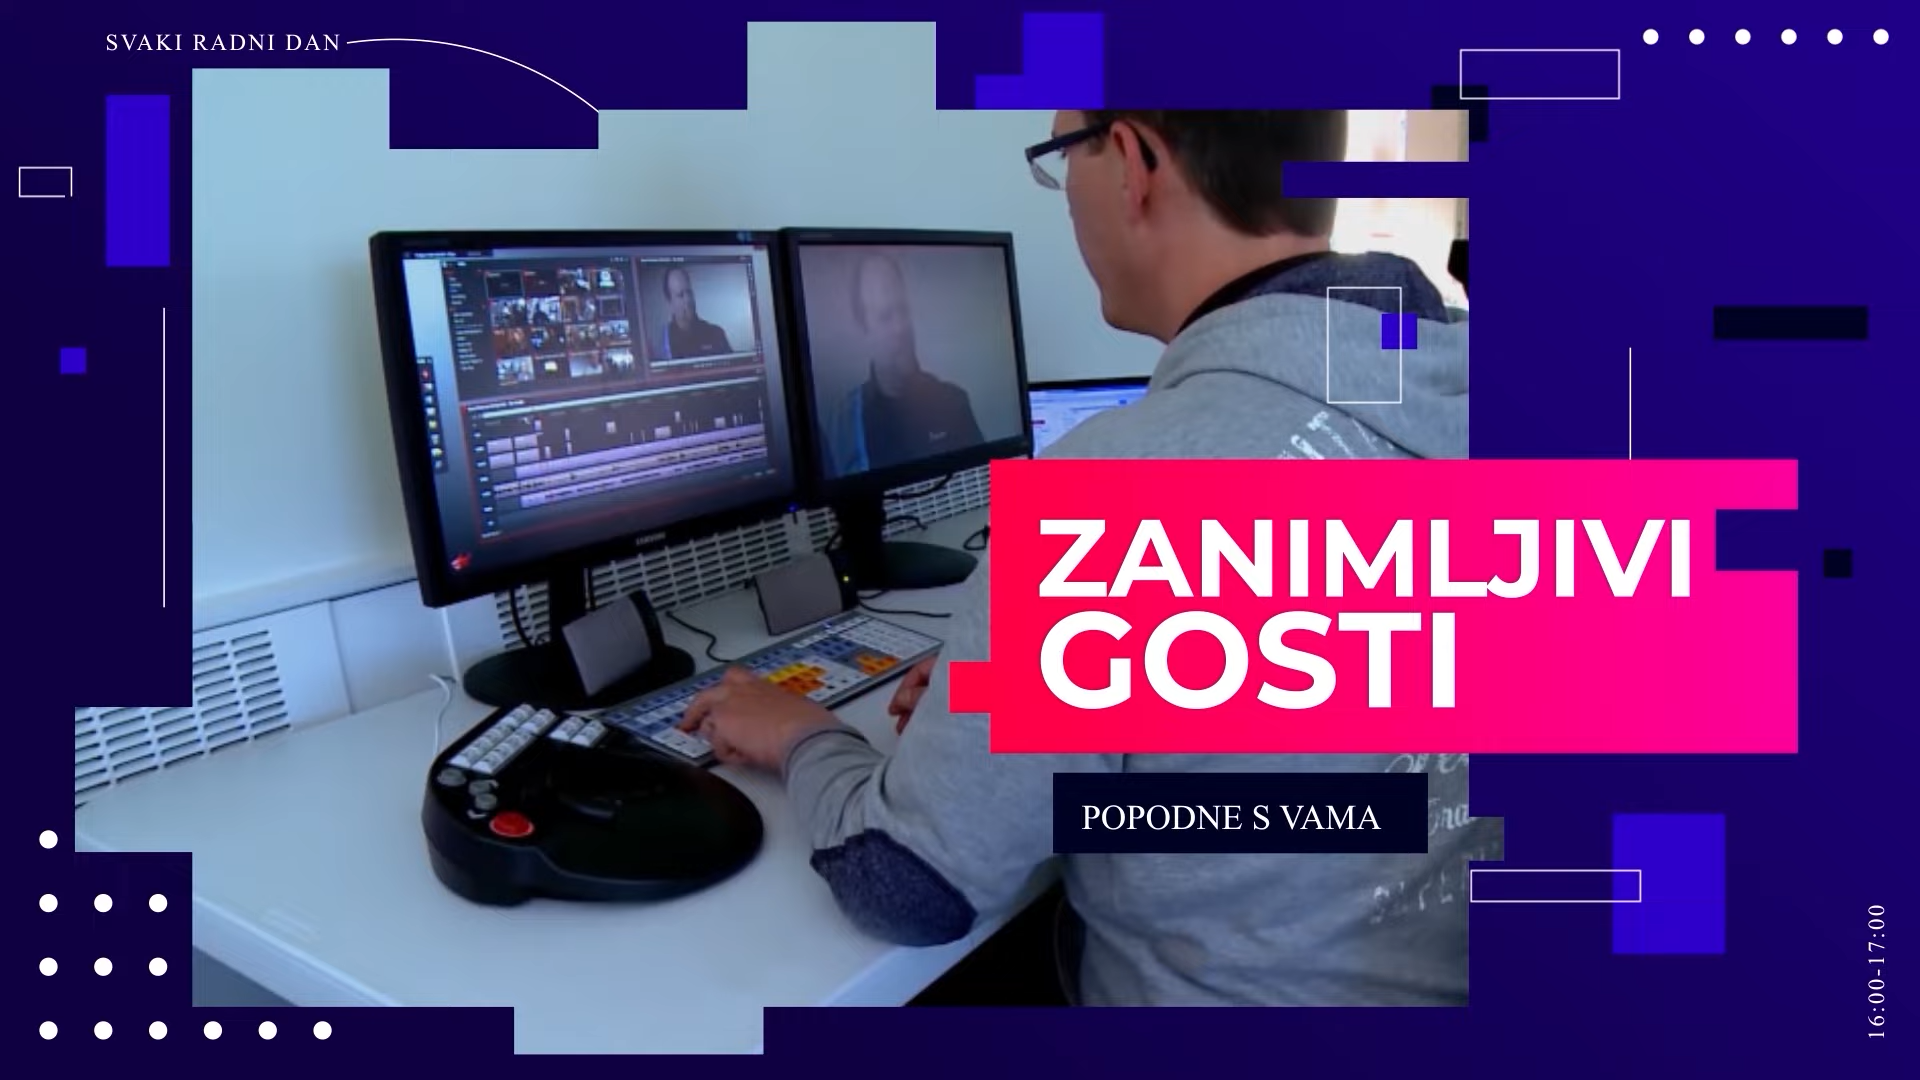 SVAKI RADNI DAN
ZANIMLJIVI
GOSTI
POPODNE S VAMA
16:00-17:00